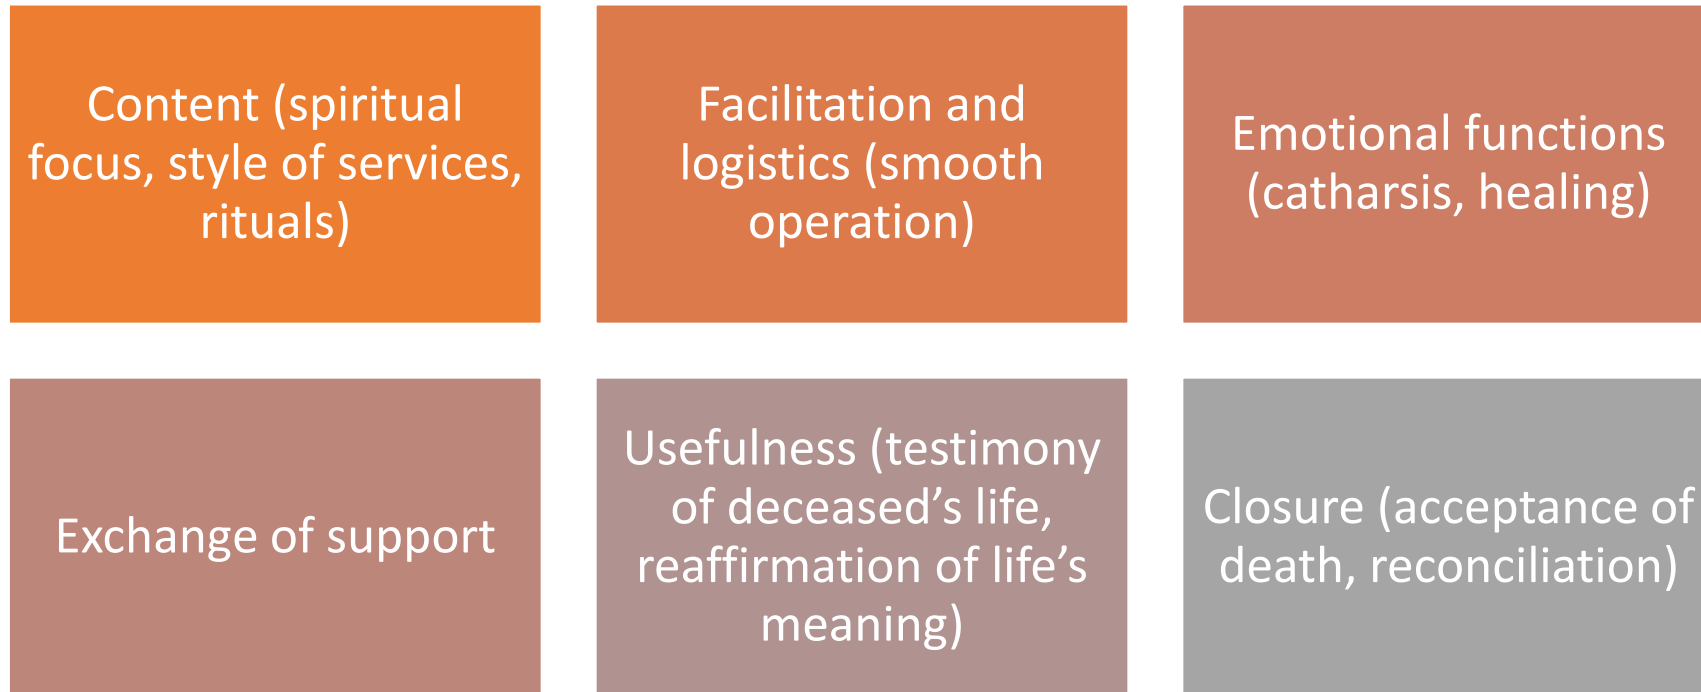 Content (spiritual
focus, style of services,
rituals)
Facilitation and
logistics (smooth
operation)
Emotional functions
(catharsis, healing)
Exchange of support
Usefulness (testimony
of deceased’s life,
reaffirmation of life’s
meaning)
Closure (acceptance of
death, reconciliation)